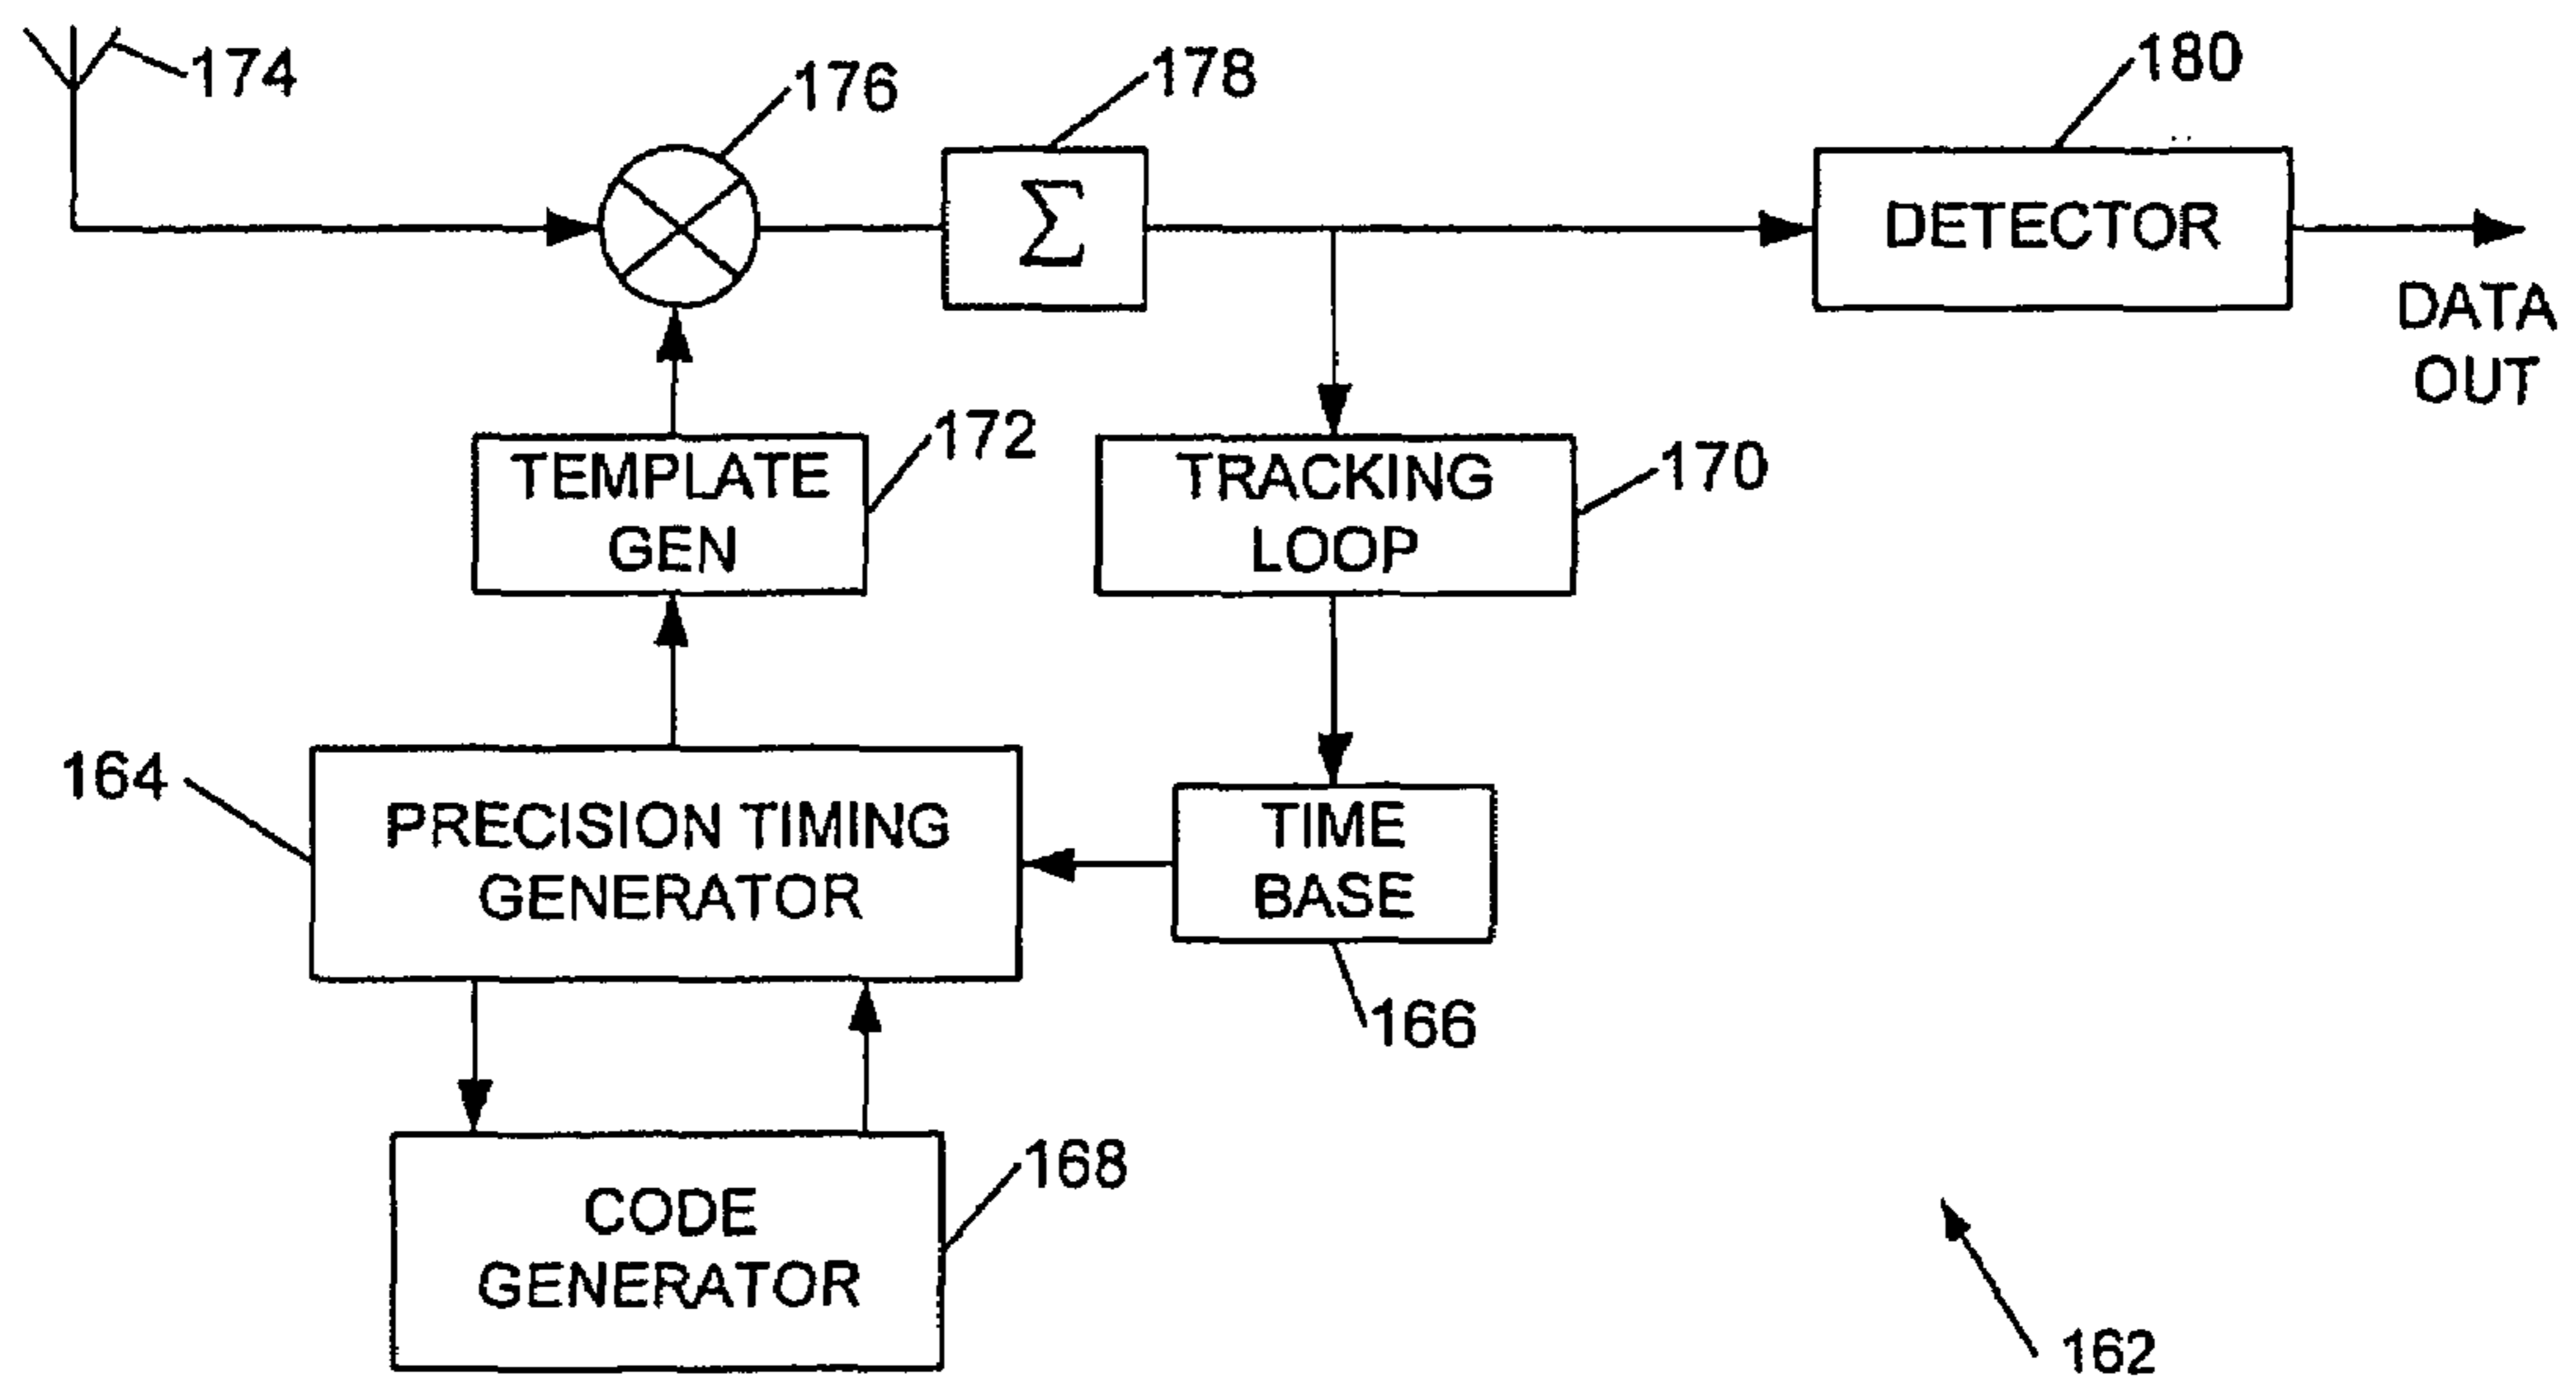 174
176
178
180
Σ
DETECTOR
DATA
OUT
TEMPLATE
GEN
172
TRACKING
LOOP
170
164
PRECISION TIMING
GENERATOR
TIME
BASE
166
CODE
GENERATOR
168
162